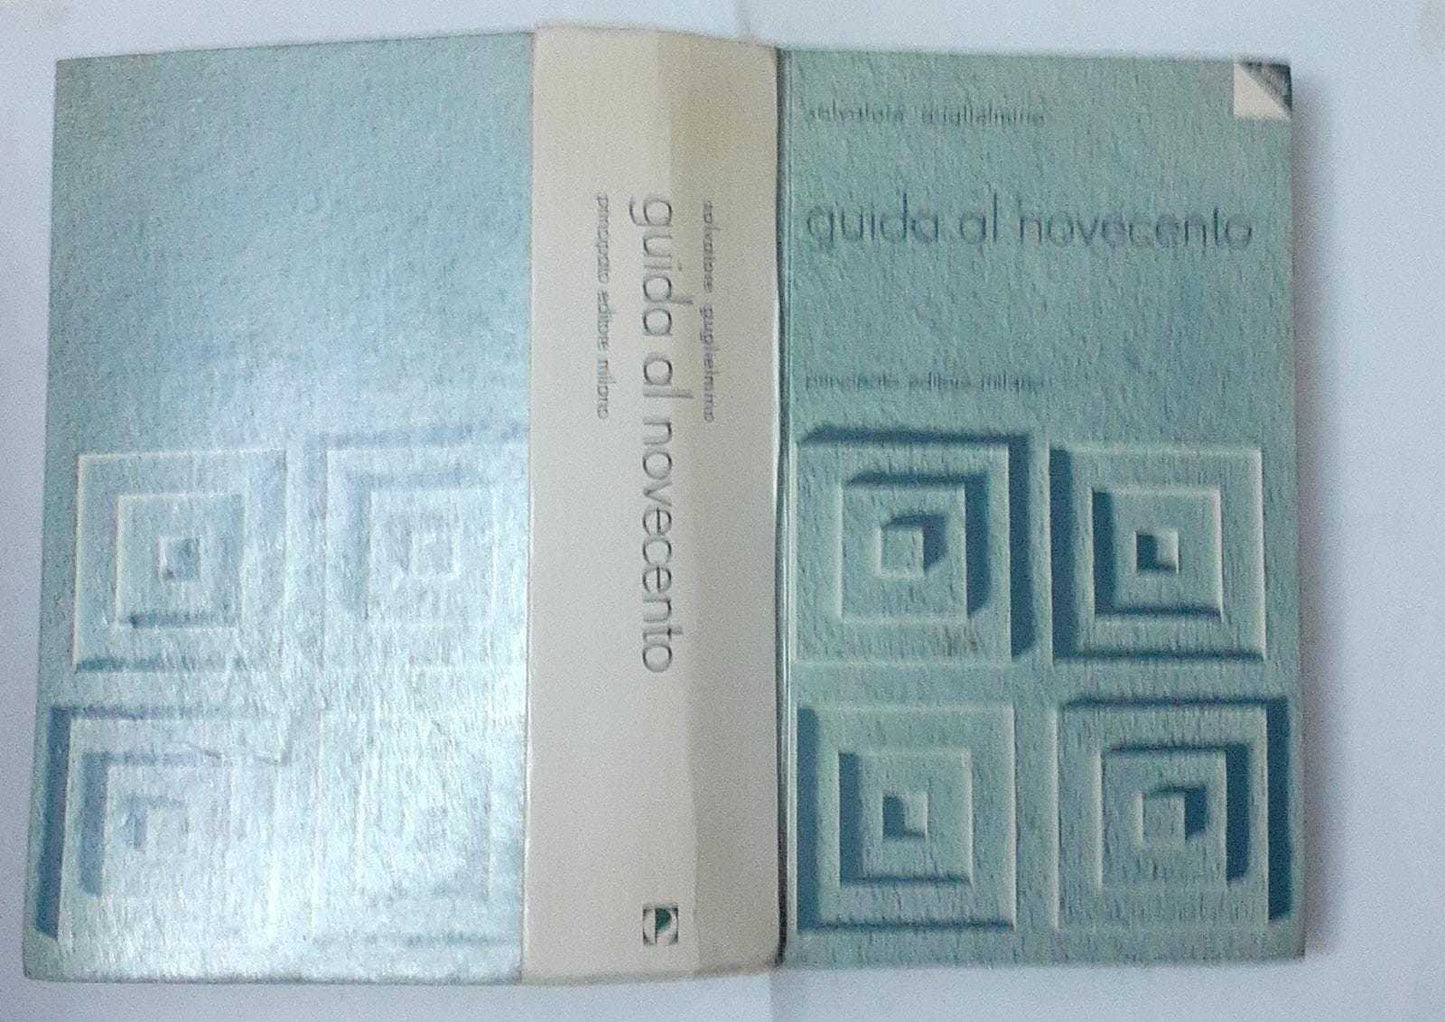 salvatore guglielmino
guida al novecento
principato editore milano
salvatore guglielmino
guida al novecento
principato editore milano